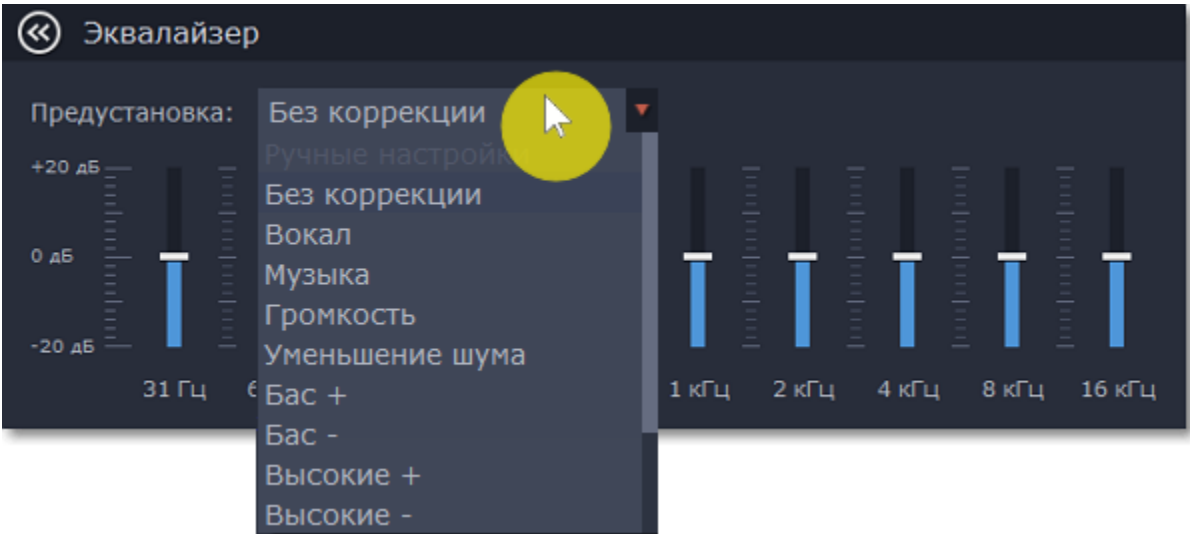 Эквалайзер
Предустановка: Без коррекции
Ручные настройки
Без коррекции
Вокал
Музыка
Громкость
Уменьшение шума
Бас +
Бас -
Высокие +
Высокие -
+20 дБ
0 дБ
-20 дБ
31 Гц 1 кГц 2 кГц 4 кГц 8 кГц 16 кГц